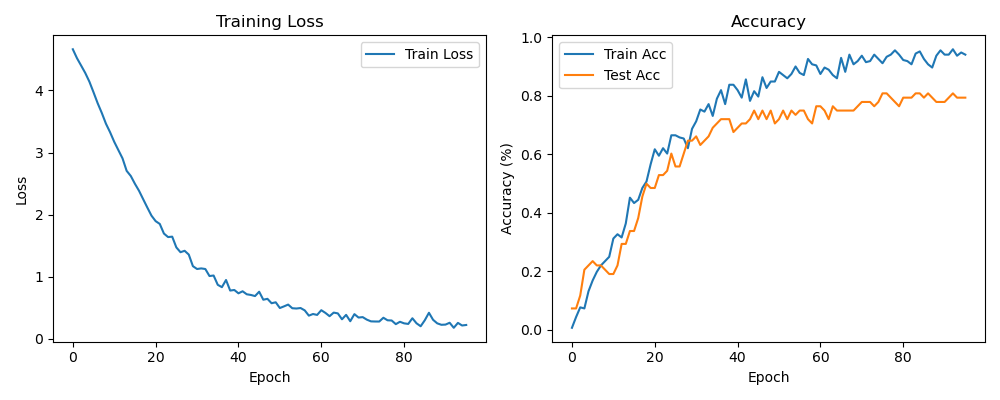 Training Loss
Train Loss
4
3
2
1
0
Loss
0
20
40
60
80
Epoch
Accuracy
Train Acc
Test Acc
1.0
0.8
0.6
0.4
0.2
0.0
Accuracy (%)
0
20
40
60
80
Epoch